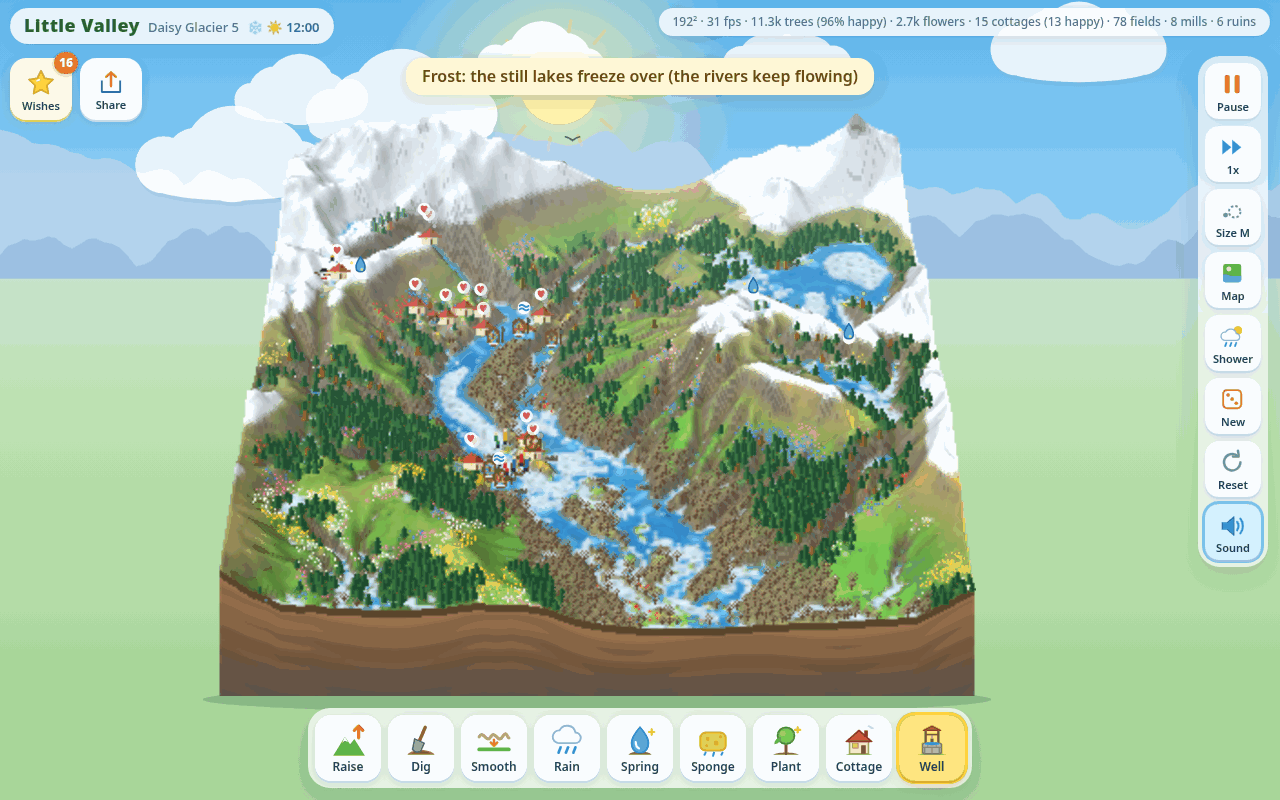 Little Valley Daisy Glacier 5 12:00
192² · 31 fps · 11.3k trees (96% happy) · 2.7k flowers · 15 cottages (13 happy) · 78 fields · 8 mills · 6 ruins
16
Wishes
Share
Frost: the still lakes freeze over (the rivers keep flowing)
Pause
1x
Size M
Map
Shower
New
Reset
Sound
Raise
Dig
Smooth
Rain
Spring
Sponge
Plant
Cottage
Well